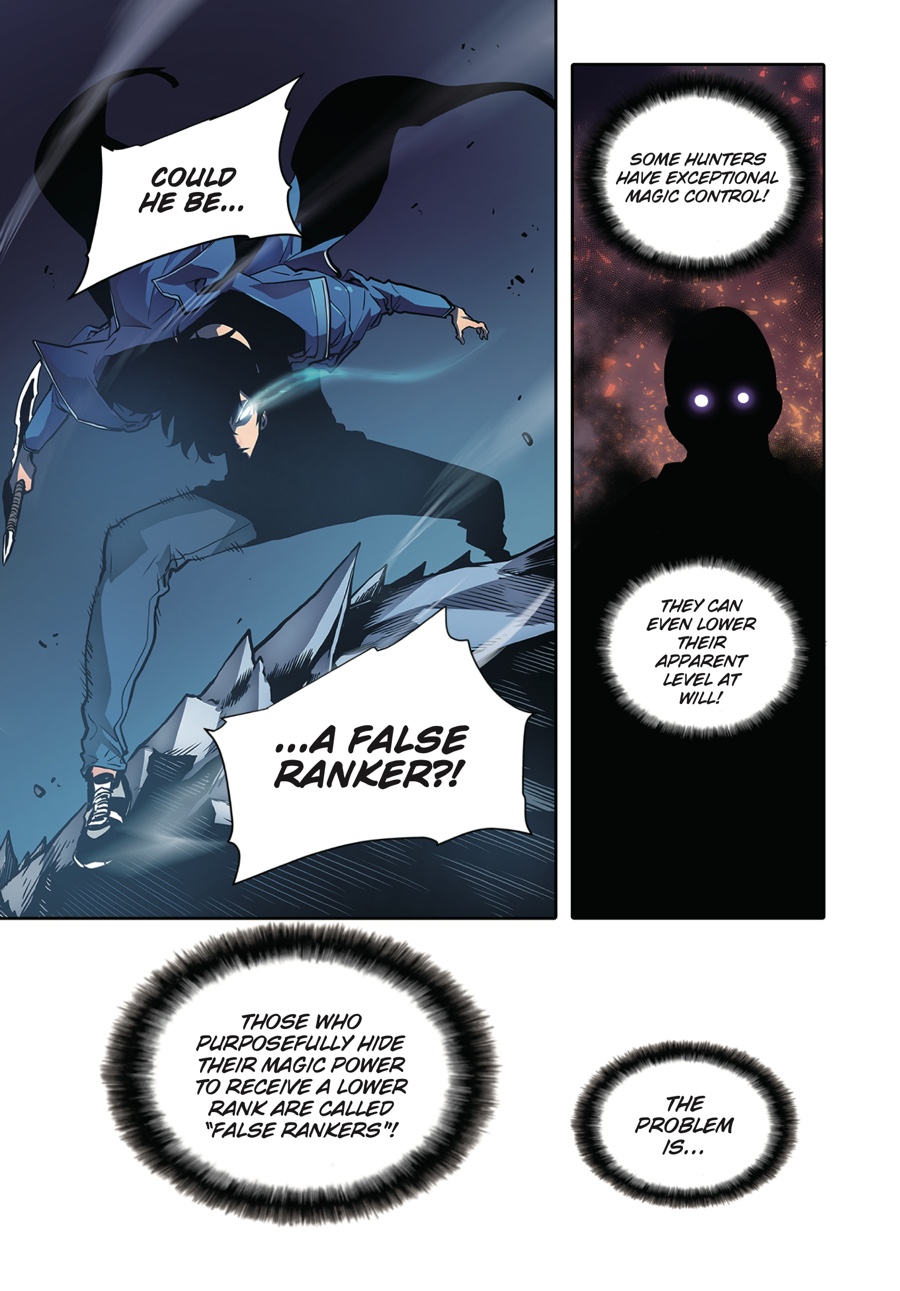 COULD
HE BE...
...A FALSE
RANKER?!
SOME HUNTERS
HAVE EXCEPTIONAL
MAGIC CONTROL!
THEY CAN
EVEN LOWER
THEIR
APPARENT
LEVEL AT
WILL!
THOSE WHO
PURPOSEFULLY HIDE
THEIR MAGIC POWER
TO RECEIVE A LOWER
RANK ARE CALLED
"FALSE RANKERS"!
THE
PROBLEM
IS...